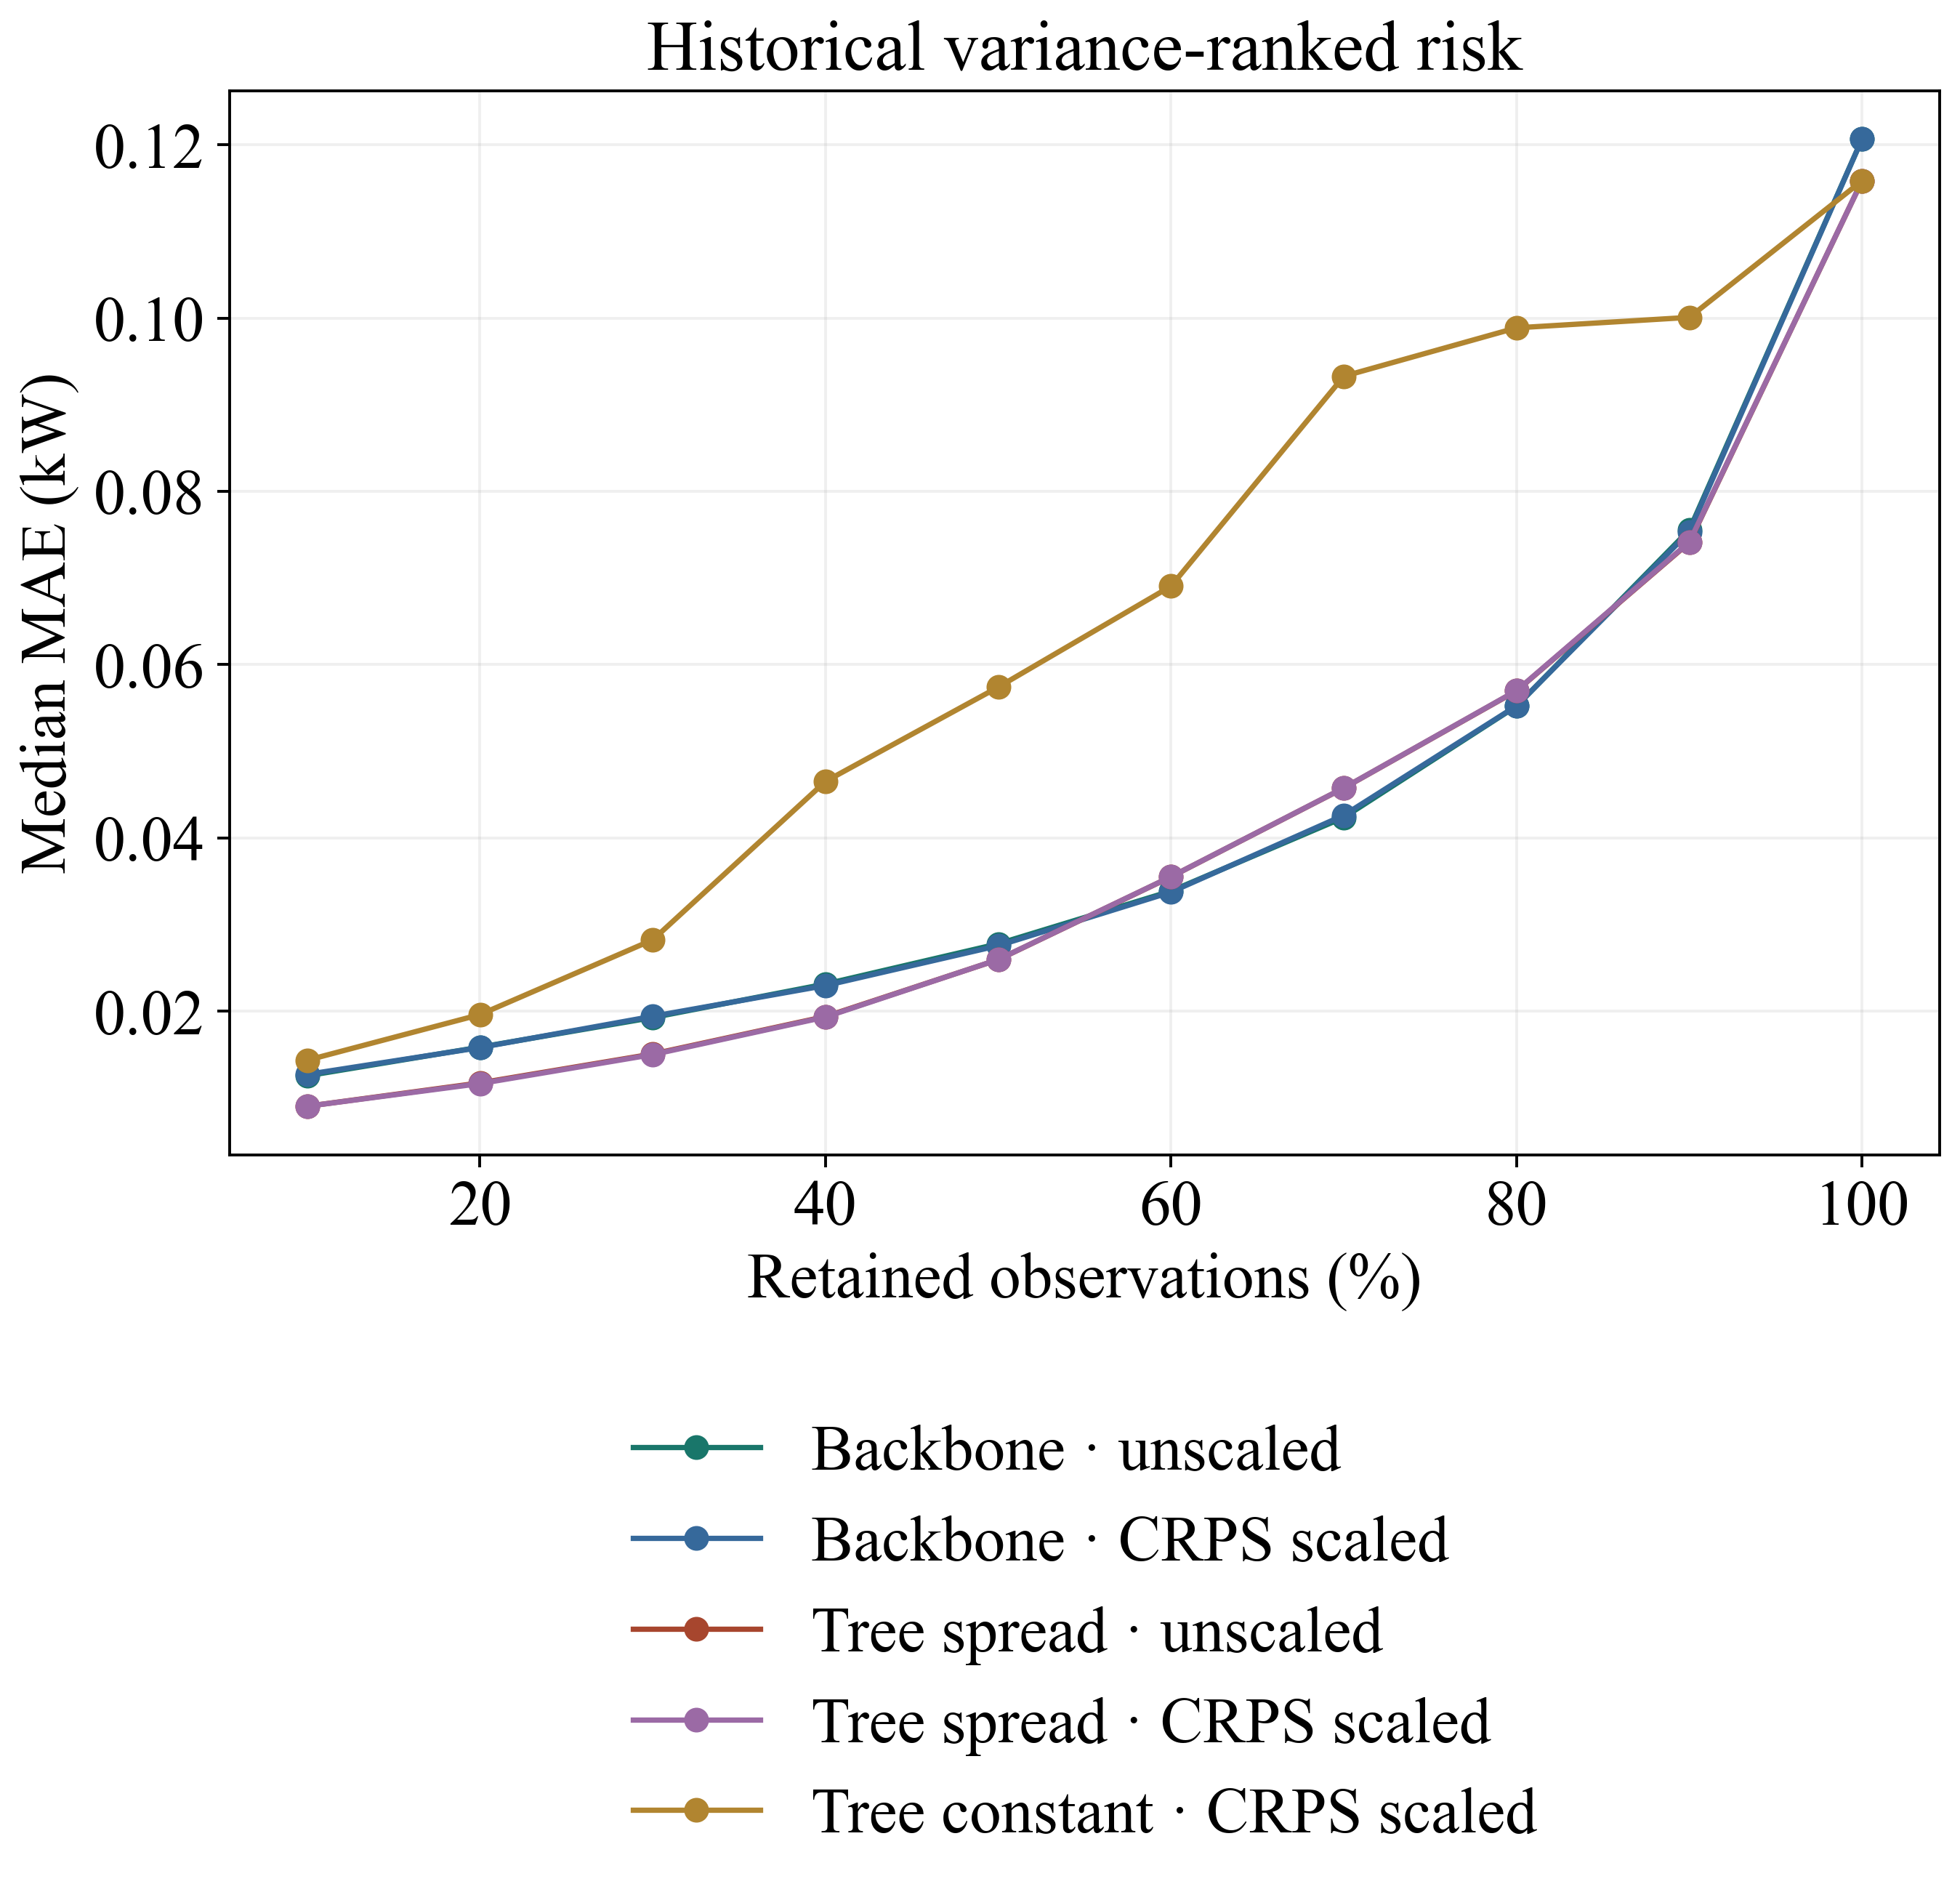 Historical variance-ranked risk
Median MAE (kW)
0.12
0.10
0.08
0.06
0.04
0.02
20 40 60 80 100
Retained observations (%)
Backbone · unscaled
Backbone · CRPS scaled
Tree spread · unscaled
Tree spread · CRPS scaled
Tree constant · CRPS scaled